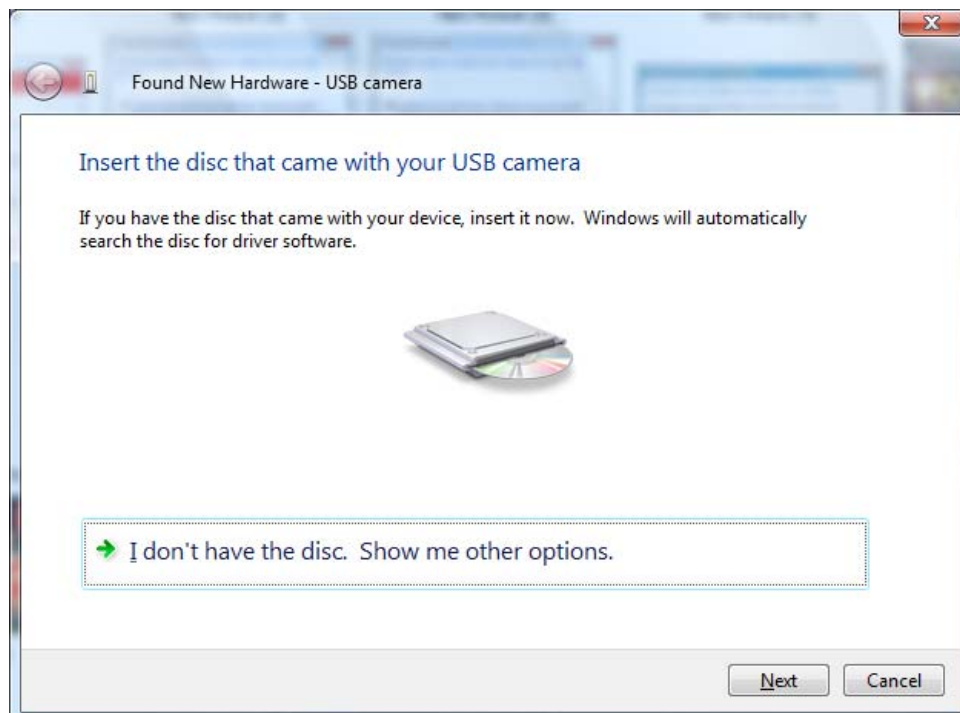 Found New Hardware - USB camera
Insert the disc that came with your USB camera
If you have the disc that came with your device, insert it now.  Windows will automatically
search the disc for driver software.
I don't have the disc.  Show me other options.
Next
Cancel